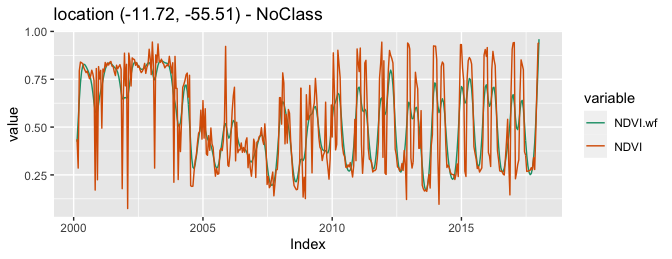 location (-11.72, -55.51) - NoClass
1.00
0.75
0.50
0.25
value
2000
2005
2010
2015
Index
variable
NDVI.wf
NDVI